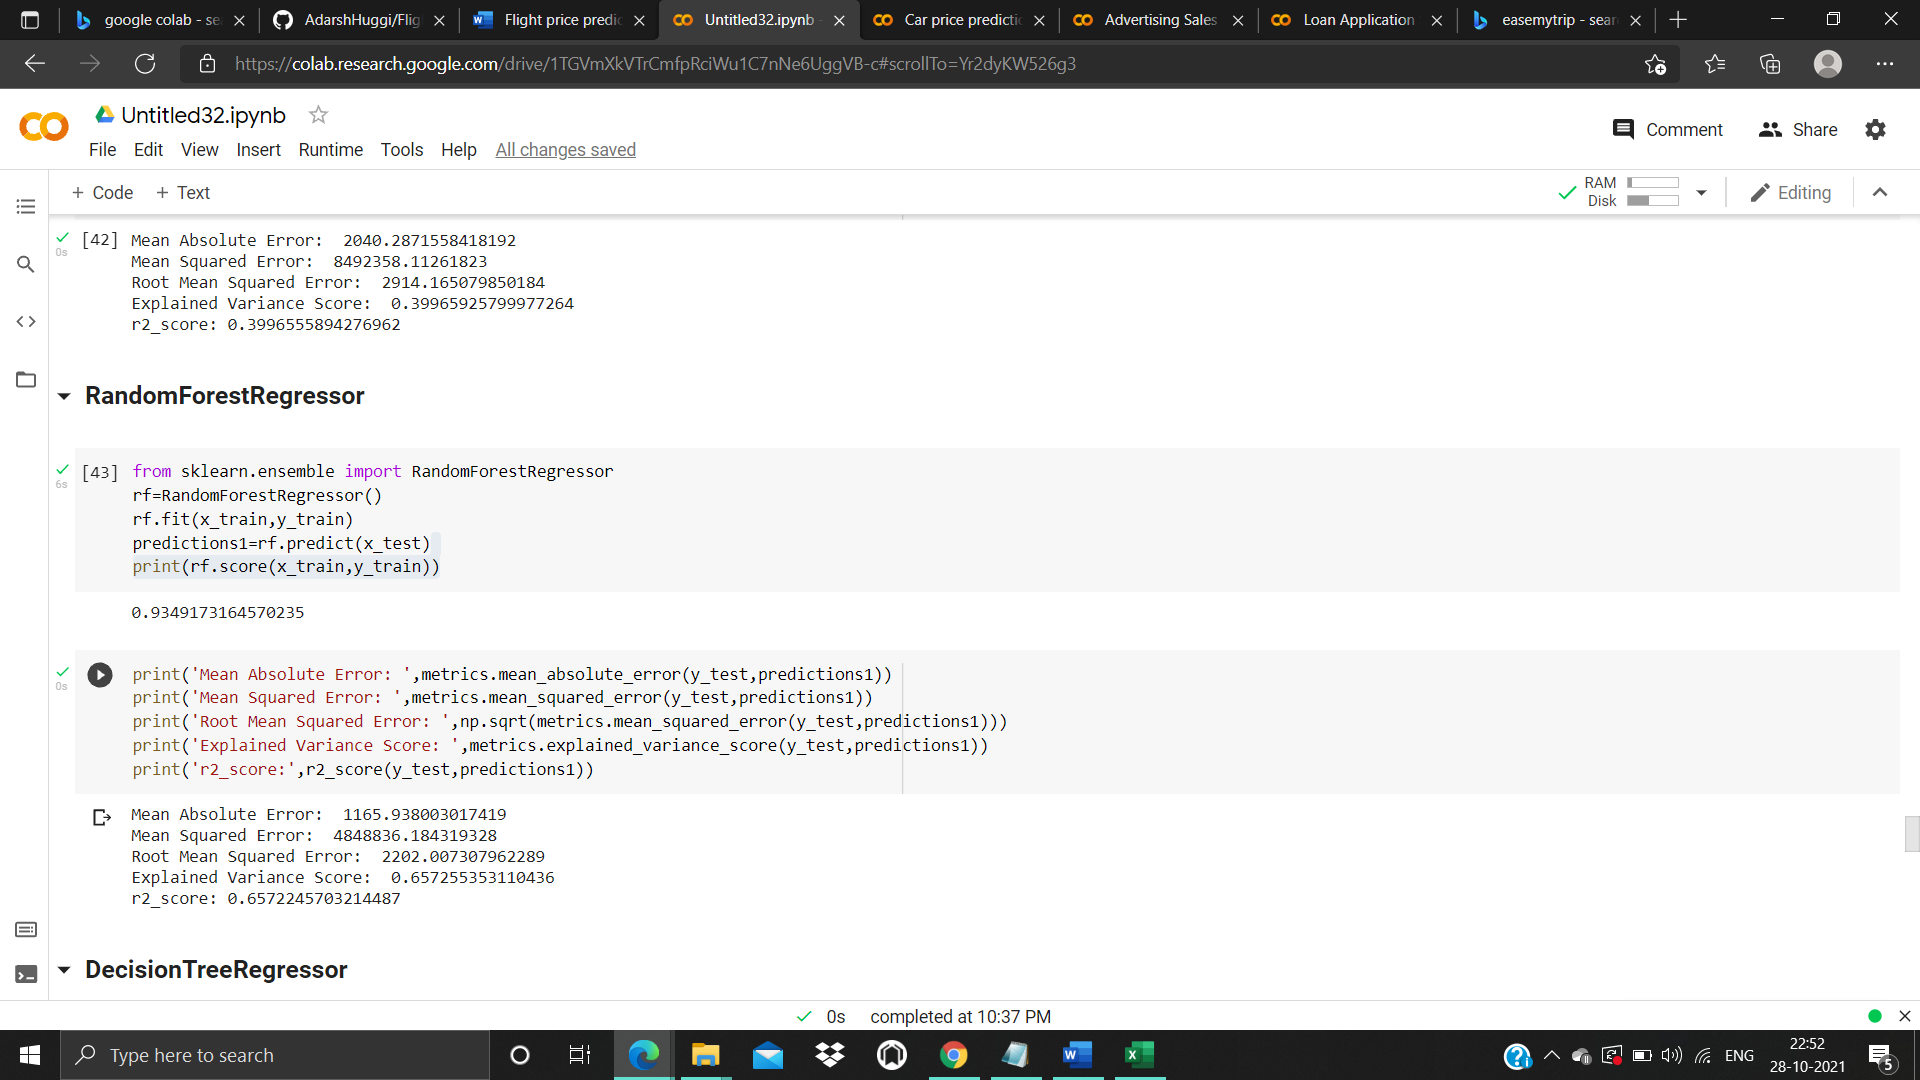 google colab - sea
AdarshHuggi/Flig
Flight price predic
Untitled32.ipynb -
Car price predictio
Advertising Sales
Loan Application
easemytrip - sear
https://colab.research.google.com/drive/1TGVmXkVTrCmfpRciWu1C7nNe6UggVB-c#scrollTo=Yr2dyKW526g3
Untitled32.ipynb
Comment
Share
File Edit View Insert Runtime Tools Help All changes saved
+ Code + Text
RAM
Disk
Editing
[42] Mean Absolute Error:  2040.2871558418192
0s
Mean Squared Error:  8492358.11261823
Root Mean Squared Error:  2914.165079850184
Explained Variance Score:  0.39965925799977264
r2_score: 0.3996555894276962
RandomForestRegressor
[43] from sklearn.ensemble import RandomForestRegressor
6s
rf=RandomForestRegressor()
rf.fit(x_train,y_train)
predictions1=rf.predict(x_test)
print(rf.score(x_train,y_train))
0.9349173164570235
print('Mean Absolute Error: ',metrics.mean_absolute_error(y_test,predictions1))
0s
print('Mean Squared Error: ',metrics.mean_squared_error(y_test,predictions1))
print('Root Mean Squared Error: ',np.sqrt(metrics.mean_squared_error(y_test,predictions1)))
print('Explained Variance Score: ',metrics.explained_variance_score(y_test,predictions1))
print('r2_score:',r2_score(y_test,predictions1))
Mean Absolute Error:  1165.938003017419
Mean Squared Error:  4848836.184319328
Root Mean Squared Error:  2202.007307962289
Explained Variance Score:  0.657255353110436
r2_score: 0.6572245703214487
DecisionTreeRegressor
0s completed at 10:37 PM
Type here to search
ENG
22:52
28-10-2021
5